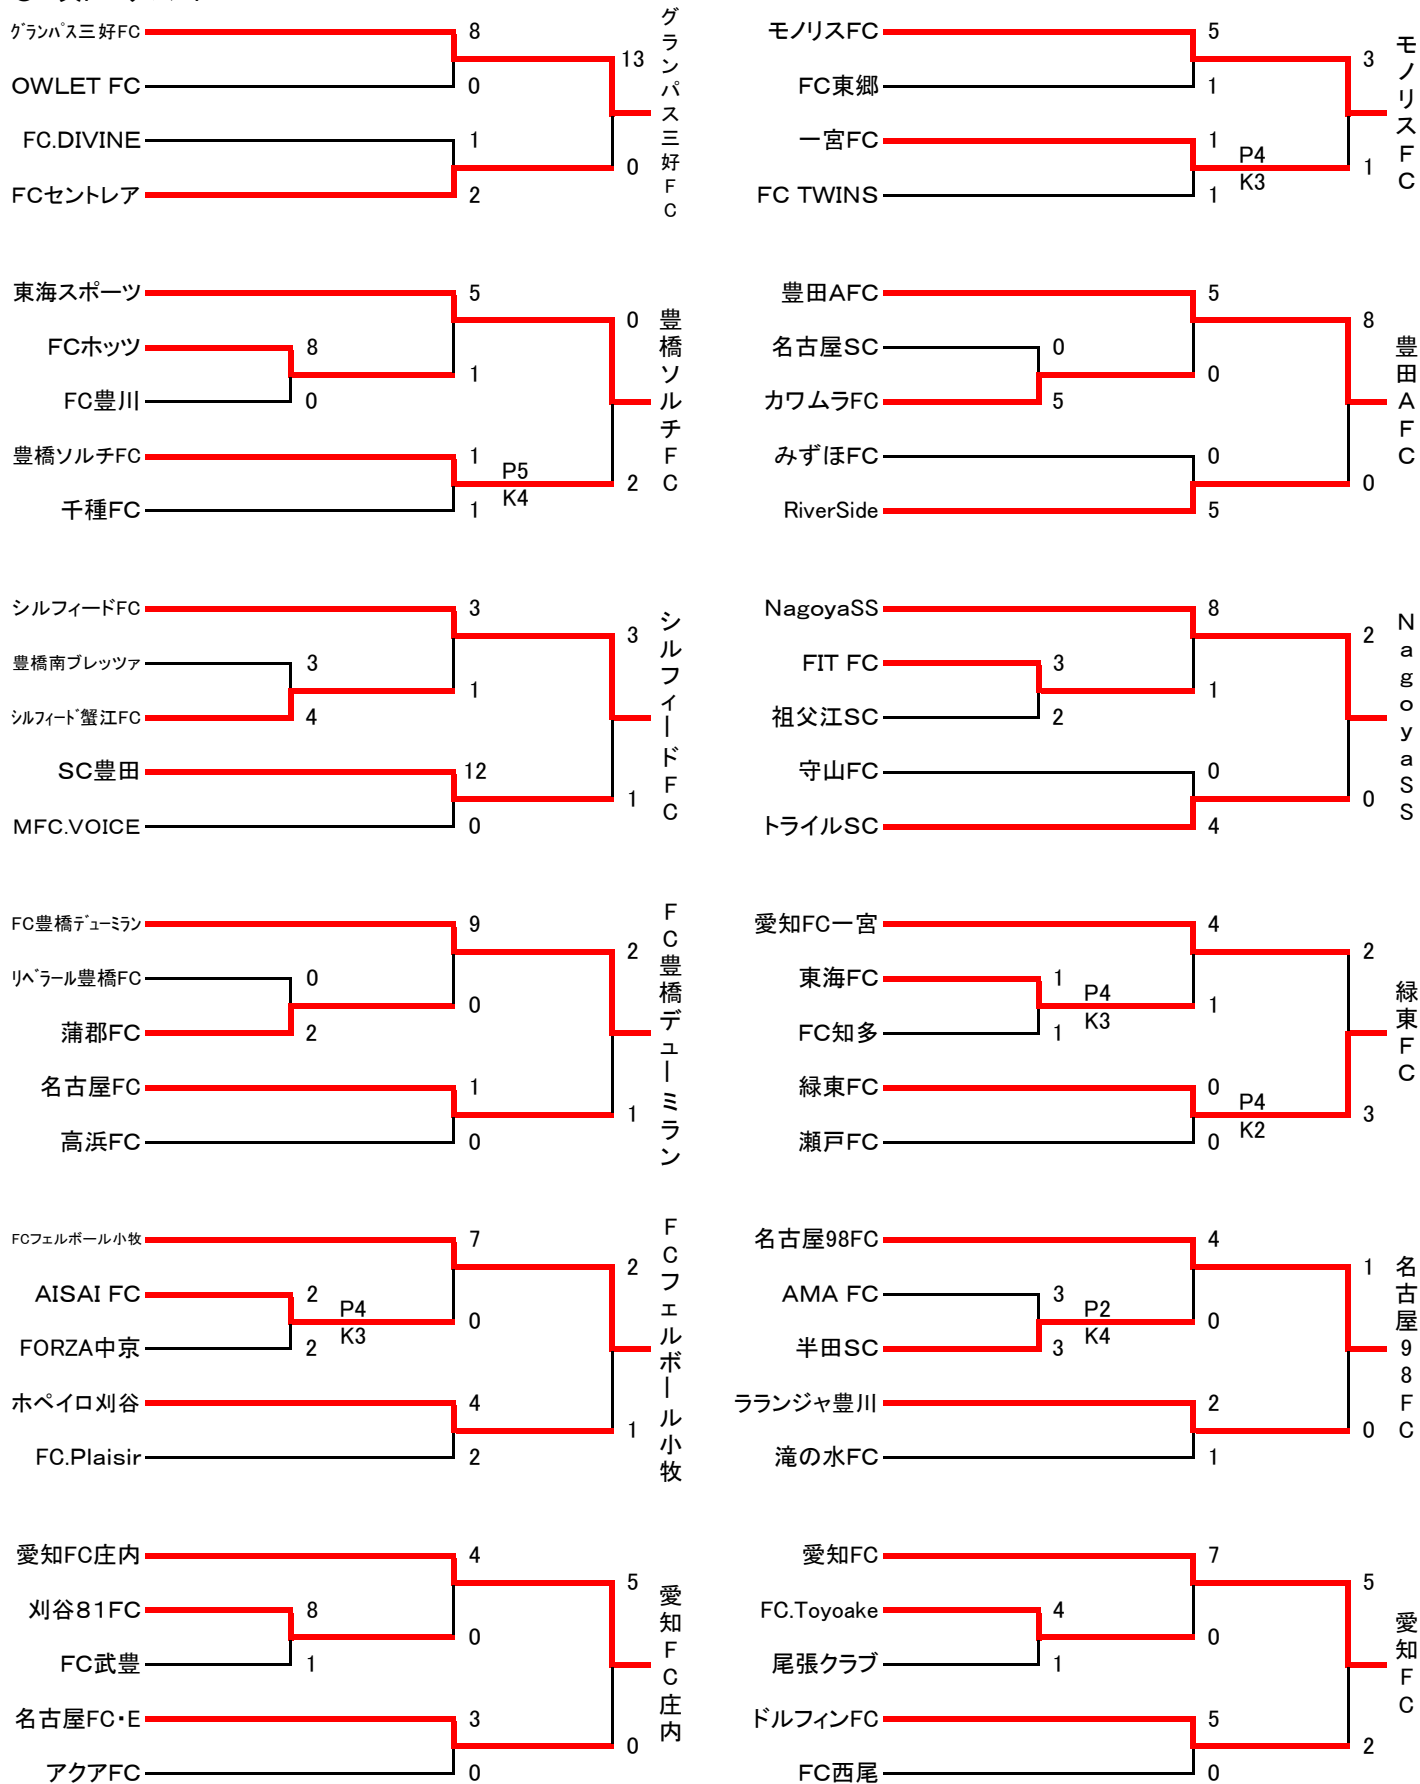 グランパス三好FC 8
OWLET FC 0
13
FC.DIVINE 1
FCセントレア 2
0
グランパス三好FC
モノリスFC 5
FC東郷 1
3
一宮FC 1
FC TWINS 1
P4
K3
1
モノリスFC
東海スポーツ 5
0
FCホッツ 8
FC豊川 0
1
豊橋ソルチFC 1
千種FC 1
P5
K4
2
豊橋ソルチFC
豊田AFC 5
8
名古屋SC 0
カワムラFC 5
0
みずほFC 0
RiverSide 5
0
豊田AFC
シルフィードFC 3
3
豊橋南ブレッツァ 3
シルフィード蟹江FC 4
1
SC豊田 12
MFC.VOICE 0
1
シルフィードFC
NagoyaSS 8
2
FIT FC 3
祖父江SC 2
1
守山FC 0
トライルSC 4
0
NagoyaSS
FC豊橋デューミラン 9
2
リベラール豊橋FC 0
蒲郡FC 2
0
名古屋FC 1
高浜FC 0
1
FC豊橋デューミラン
愛知FC一宮 4
2
東海FC 1
FC知多 1
P4
K3
1
緑東FC 0
瀬戸FC 0
P4
K2
3
緑東FC
FCフェルボール小牧 7
2
AISAI FC 2
FORZA中京 2
P4
K3
0
ホペイロ刈谷 4
FC.Plaisir 2
1
FCフェルボール小牧
名古屋98FC 4
1
AMA FC 3
半田SC 3
P2
K4
0
ラランジャ豊川 2
滝の水FC 1
0
名古屋98FC
愛知FC庄内 4
5
刈谷81FC 8
FC武豊 1
0
名古屋FC・E 3
アクアFC 0
0
愛知FC庄内
愛知FC 7
5
FC.Toyoake 4
尾張クラブ 1
0
ドルフィンFC 5
FC西尾 0
2
愛知FC